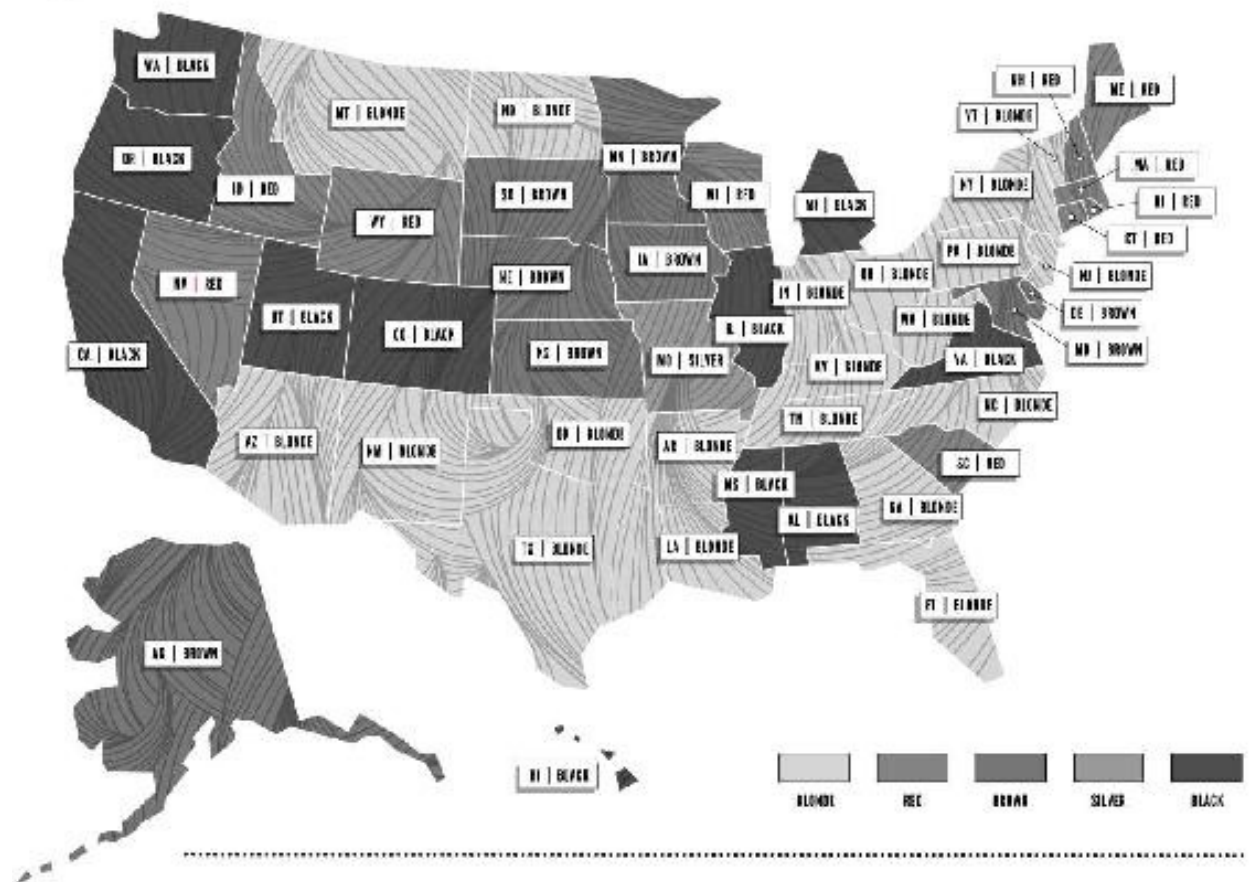 WA | BLACK
OR | BLACK
CA | BLACK
ID | RED
NV | RED
MT | BLONDE
WY | RED
UT | BLACK
CO | BLACK
AZ | BLONDE
NM | BLONDE
ND | BLONDE
SD | BROWN
NE | BROWN
KS | BROWN
OK | BLONDE
TX | BLONDE
MN | BROWN
IA | BROWN
MO | SILVER
AR | BLONDE
LA | BLONDE
WI | RED
IL | BLACK
MI | BLACK
IN | BLONDE
OH | BLONDE
KY | BLONDE
TN | BLONDE
MS | BLACK
AL | BLACK
GA | BLONDE
FL | BLONDE
SC | RED
NC | BLONDE
VA | BLACK
WV | BLONDE
PA | BLONDE
NY | BLONDE
VT | BLONDE
NH | RED
ME | RED
MA | RED
RI | RED
CT | RED
NJ | BLONDE
DE | BROWN
MD | BROWN
AK | BROWN
HI | BLACK
BLONDE
RED
BROWN
SILVER
BLACK